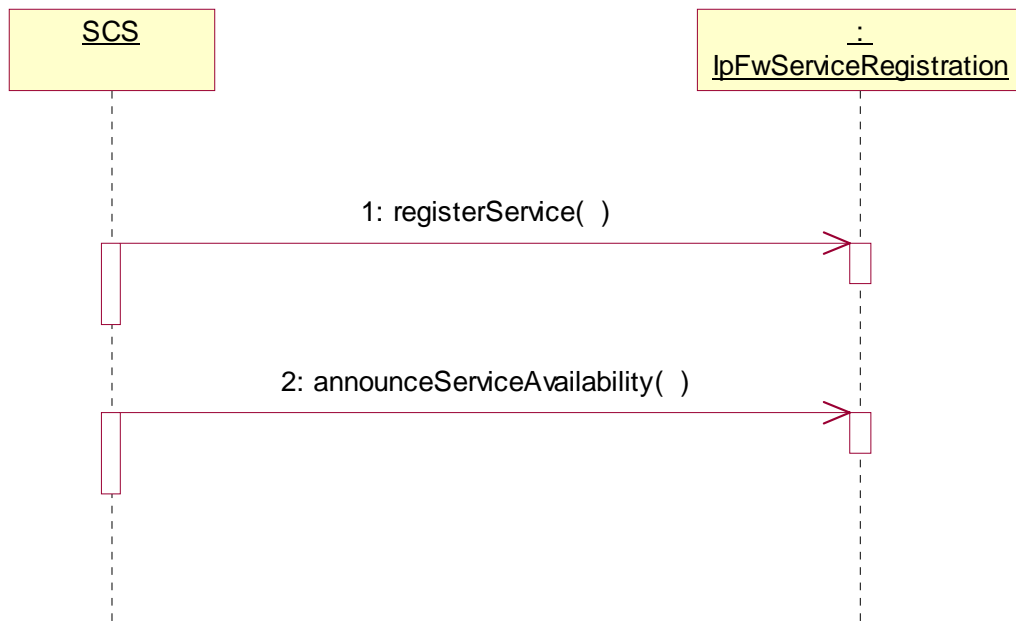 SCS
:
IpFwServiceRegistration
1: registerService( )
2: announceServiceAvailability( )